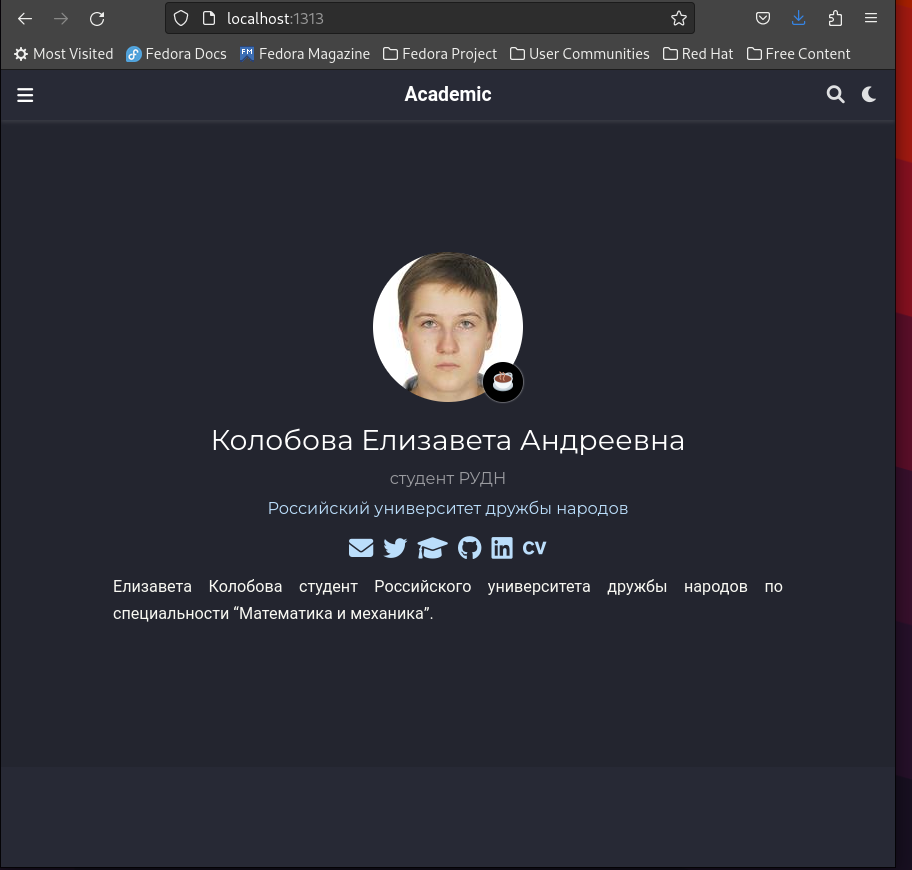 localhost:1313
Most Visited Fedora Docs Fedora Magazine Fedora Project User Communities Red Hat Free Content
Academic
Колобова Елизавета Андреевна
студент РУДН
Российский университет дружбы народов
CV
Елизавета Колобова студент Российского университета дружбы народов по
специальности “Математика и механика”.